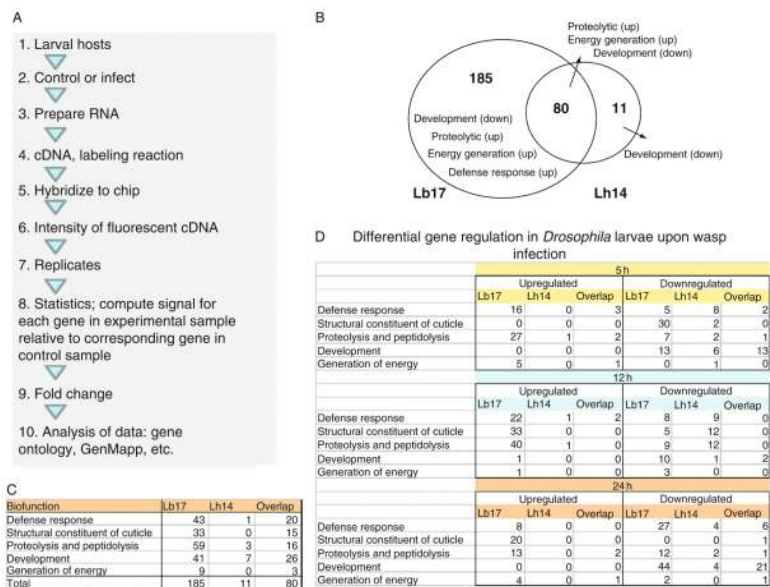 A
1. Larval hosts
2. Control or infect
3. Prepare RNA
4. cDNA, labeling reaction
5. Hybridize to chip
6. Intensity of fluorescent cDNA
7. Replicates
8. Statistics; compute signal for
each gene in experimental sample
relative to corresponding gene in
control sample
9. Fold change
10. Analysis of data: gene
ontology, GenMapp, etc.
B
Proteolytic (up)
Energy generation (up)
Development (down)
185
80
11
Development (down)
Proteolytic (up)
Energy generation (up)
Defense response (up)
Development (down)
Lb17
Lh14
C
Biofunction Lb17 Lh14 Overlap
Defense response 43 1 20
Structural constituent of cuticle 33 0 15
Proteolysis and peptidolysis 59 3 16
Development 41 7 26
Generation of energy 9 0 3
Total 185 11 80
D Differential gene regulation in Drosophila larvae upon wasp
infection
5 h
Upregulated Downregulated
Lb17 Lh14 Overlap Lb17 Lh14 Overlap
Defense response 16 0 3 5 8 2
Structural constituent of cuticle 0 0 0 30 2 0
Proteolysis and peptidolysis 27 1 2 7 2 1
Development 0 0 0 13 6 13
Generation of energy 5 0 1 0 1 0
12 h
Upregulated Downregulated
Lb17 Lh14 Overlap Lb17 Lh14 Overlap
Defense response 22 1 2 8 9 0
Structural constituent of cuticle 33 0 0 5 12 0
Proteolysis and peptidolysis 40 1 0 9 12 0
Development 1 0 0 10 1 2
Generation of energy 1 0 0 3 0 0
24 h
Upregulated Downregulated
Lb17 Lh14 Overlap Lb17 Lh14 Overlap
Defense response 8 0 0 27 4 6
Structural constituent of cuticle 20 0 0 0 0 1
Proteolysis and peptidolysis 13 0 2 12 2 1
Development 0 0 0 44 4 21
Generation of energy 4 0 1 2 0 0